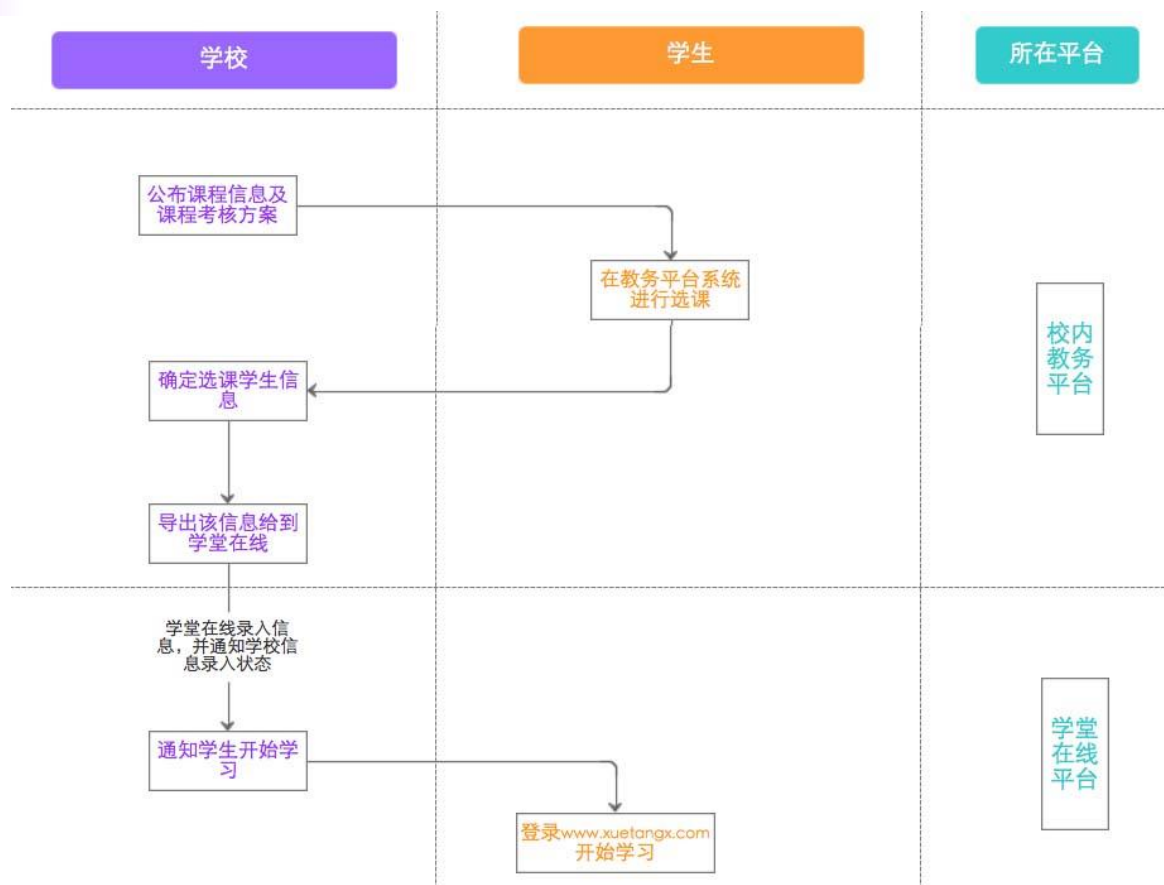 学校
学生
所在平台
公布课程信息及
课程考核方案
在教务平台系统
进行选课
校内
教务
平台
确定选课学生信
息
导出该信息给到
学堂在线
学堂在线录入信
息，并通知学校信
息录入状态
学堂
在线
平台
通知学生开始学
习
登录www.xuetangx.com
开始学习